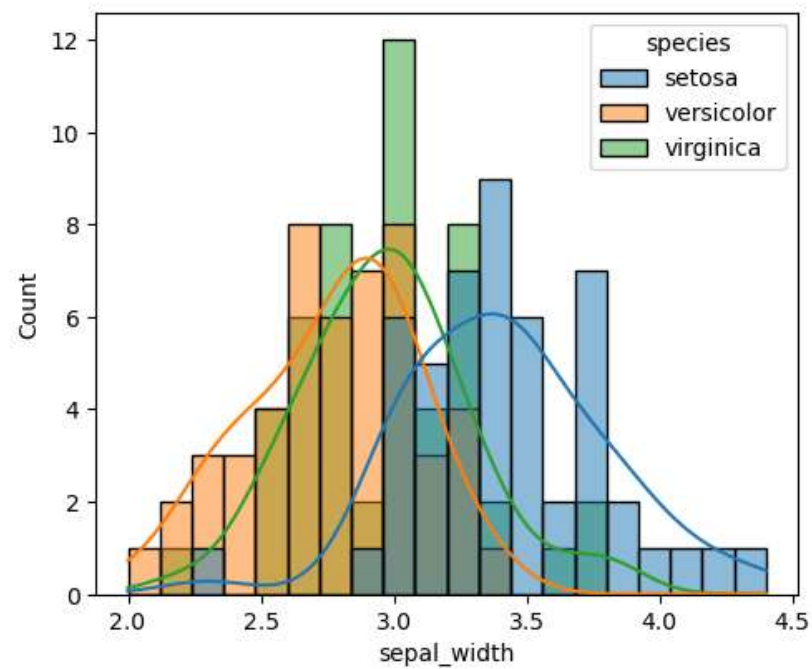 species
setosa
versicolor
virginica
12
10
8
6
4
2
0
Count
2.0 2.5 3.0 3.5 4.0 4.5
sepal_width